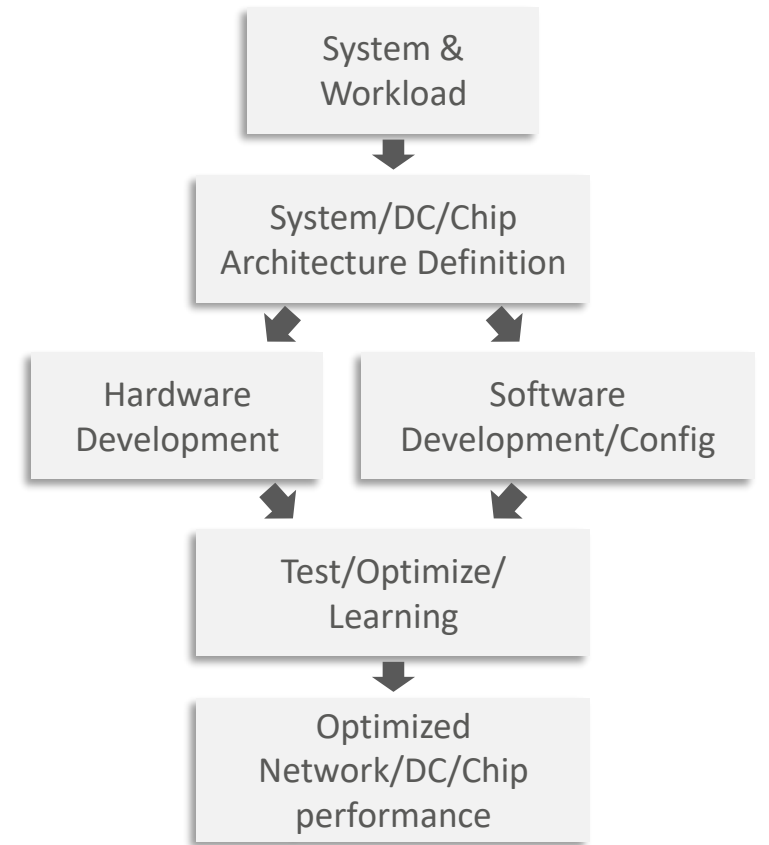 System &
Workload
System/DC/Chip
Architecture Definition
Hardware
Development
Software
Development/Config
Test/Optimize/
Learning
Optimized
Network/DC/Chip
performance